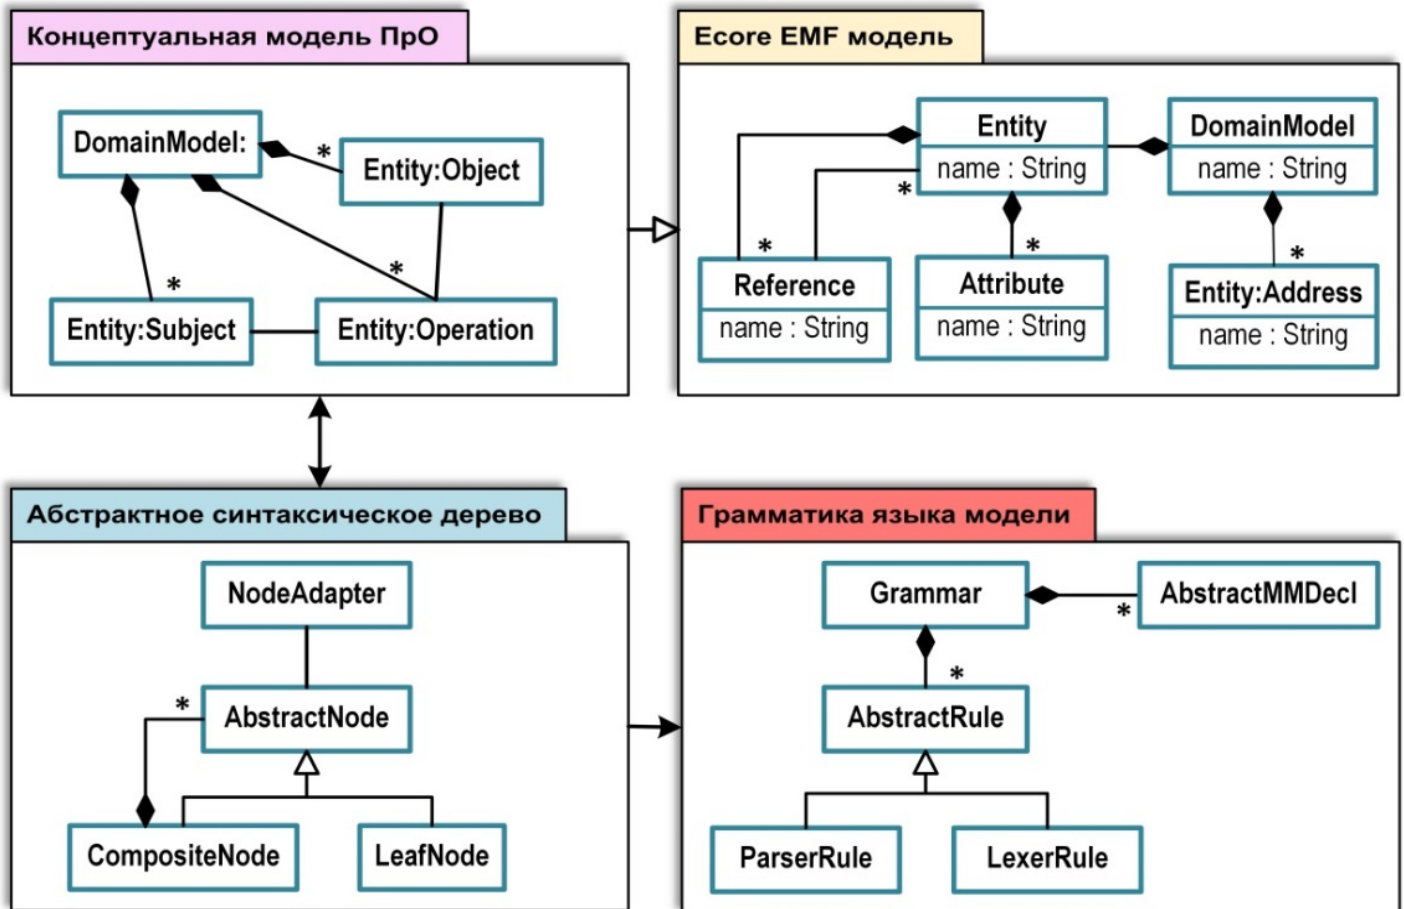 Концептуальная модель ПрО
DomainModel:
*
Entity:Object
*
*
Entity:Subject
Entity:Operation
Ecore EMF модель
Entity
name : String
DomainModel
name : String
*
*
*
*
Reference
name : String
Attribute
name : String
Entity:Address
name : String
Абстрактное синтаксическое дерево
NodeAdapter
*
AbstractNode
CompositeNode
LeafNode
Грамматика языка модели
Grammar
*
AbstractMMDecl
*
AbstractRule
ParserRule
LexerRule